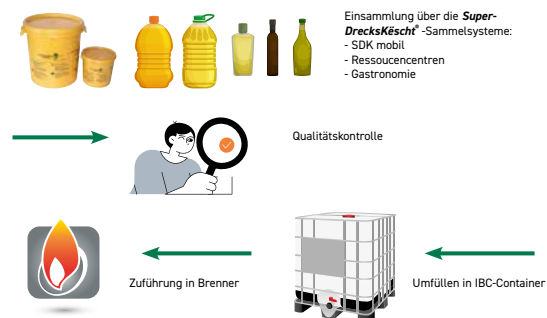 Einsammlung über die Super-
DrecksKëscht® -Sammelsysteme:
- SDK mobil
- Ressoucencentren
- Gastronomie
Qualitätskontrolle
Zuführung in Brenner
Umfüllen in IBC-Container